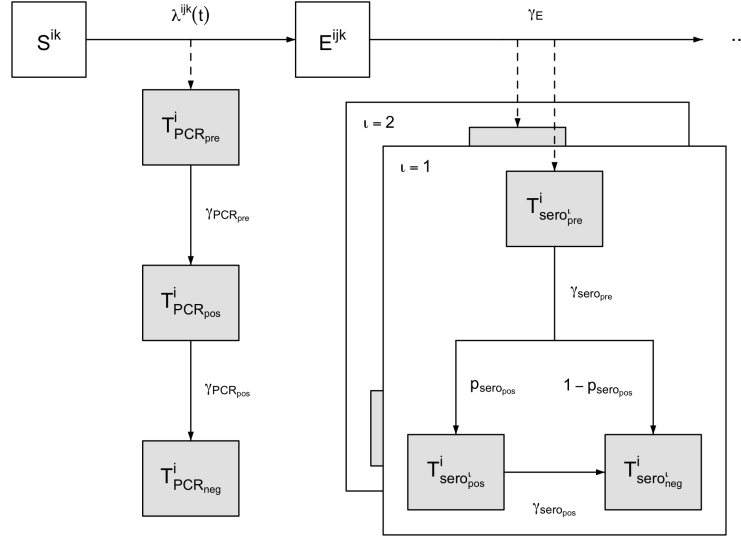 λ^ijk(t)
γ_E
S^ik
E^ijk
..
T^i_PCR_pre
ι = 2
ι = 1
T^i_sero^ι_pre
γ_PCR_pre
γ_sero_pre
T^i_PCR_pos
γ_PCR_pos
p_sero_pos
1 − p_sero_pos
T^i_PCR_neg
T^i_sero^ι_pos
T^i_sero^ι_neg
γ_sero_pos